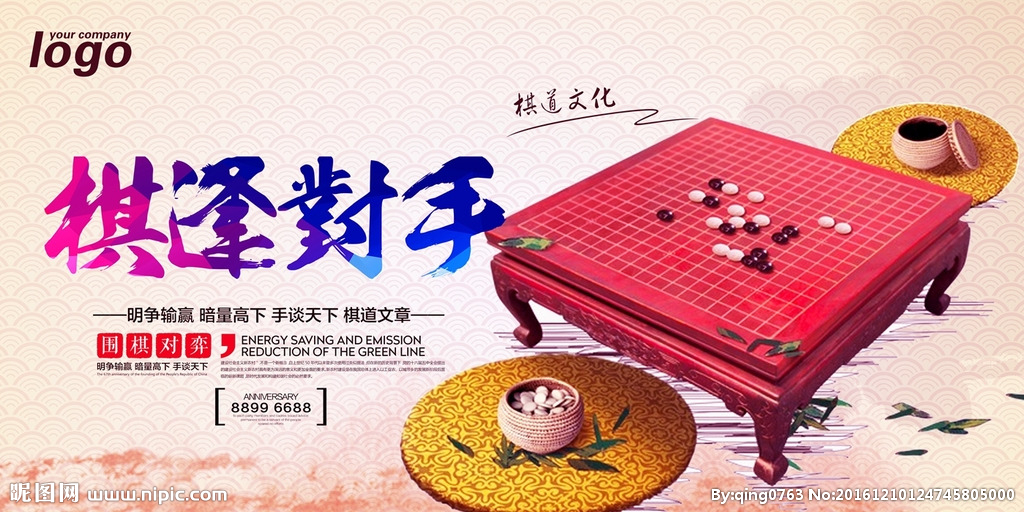 your company
logo
棋道文化
棋逢對手
明争输赢 暗量高下 手谈天下 棋道文章
围棋对弈
明争输赢 暗量高下 手谈天下
ENERGY SAVING AND EMISSION
REDUCTION OF THE GREEN LINE
ANNIVERSARY
8899 6688
昵图网 www.nipic.com
By:qing0763 No:20161210124745805000